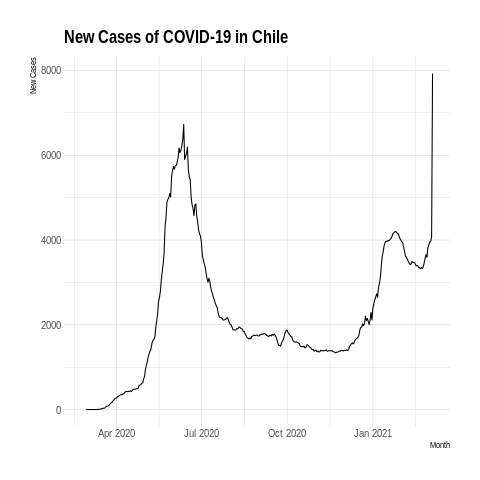 New Cases of COVID-19 in Chile
New Cases
8000
6000
4000
2000
0
Apr 2020
Jul 2020
Oct 2020
Jan 2021
Month